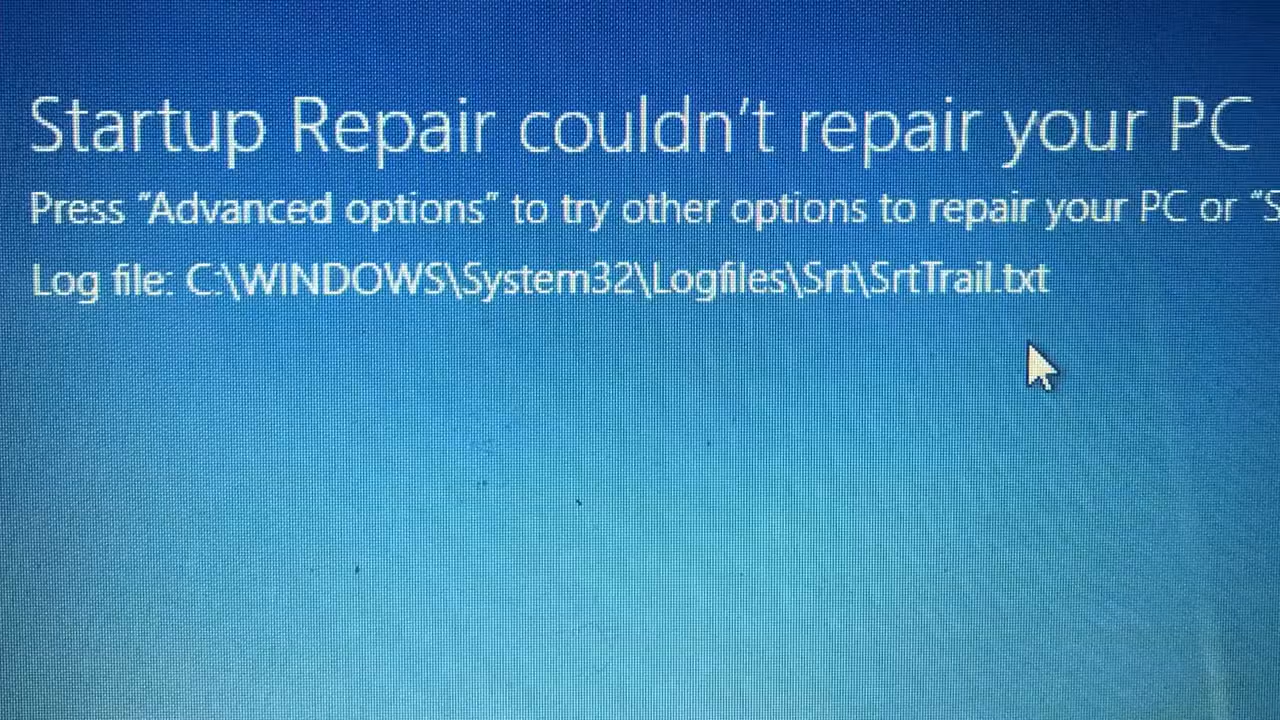 Startup Repair couldn't repair your PC
Press "Advanced options" to try other options to repair your PC or "S
Log file: C:\WINDOWS\System32\Logfiles\Srt\SrtTrail.txt